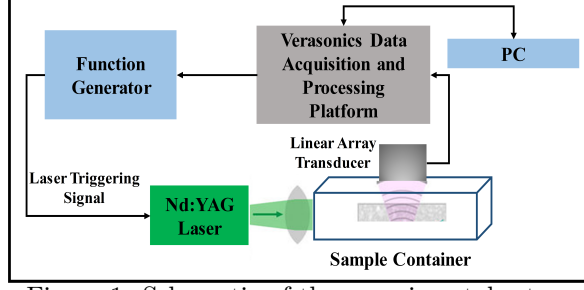 Function
Generator
Verasonics Data
Acquisition and
Processing
Platform
PC
Linear Array
Transducer
Laser Triggering
Signal
Nd:YAG
Laser
Sample Container